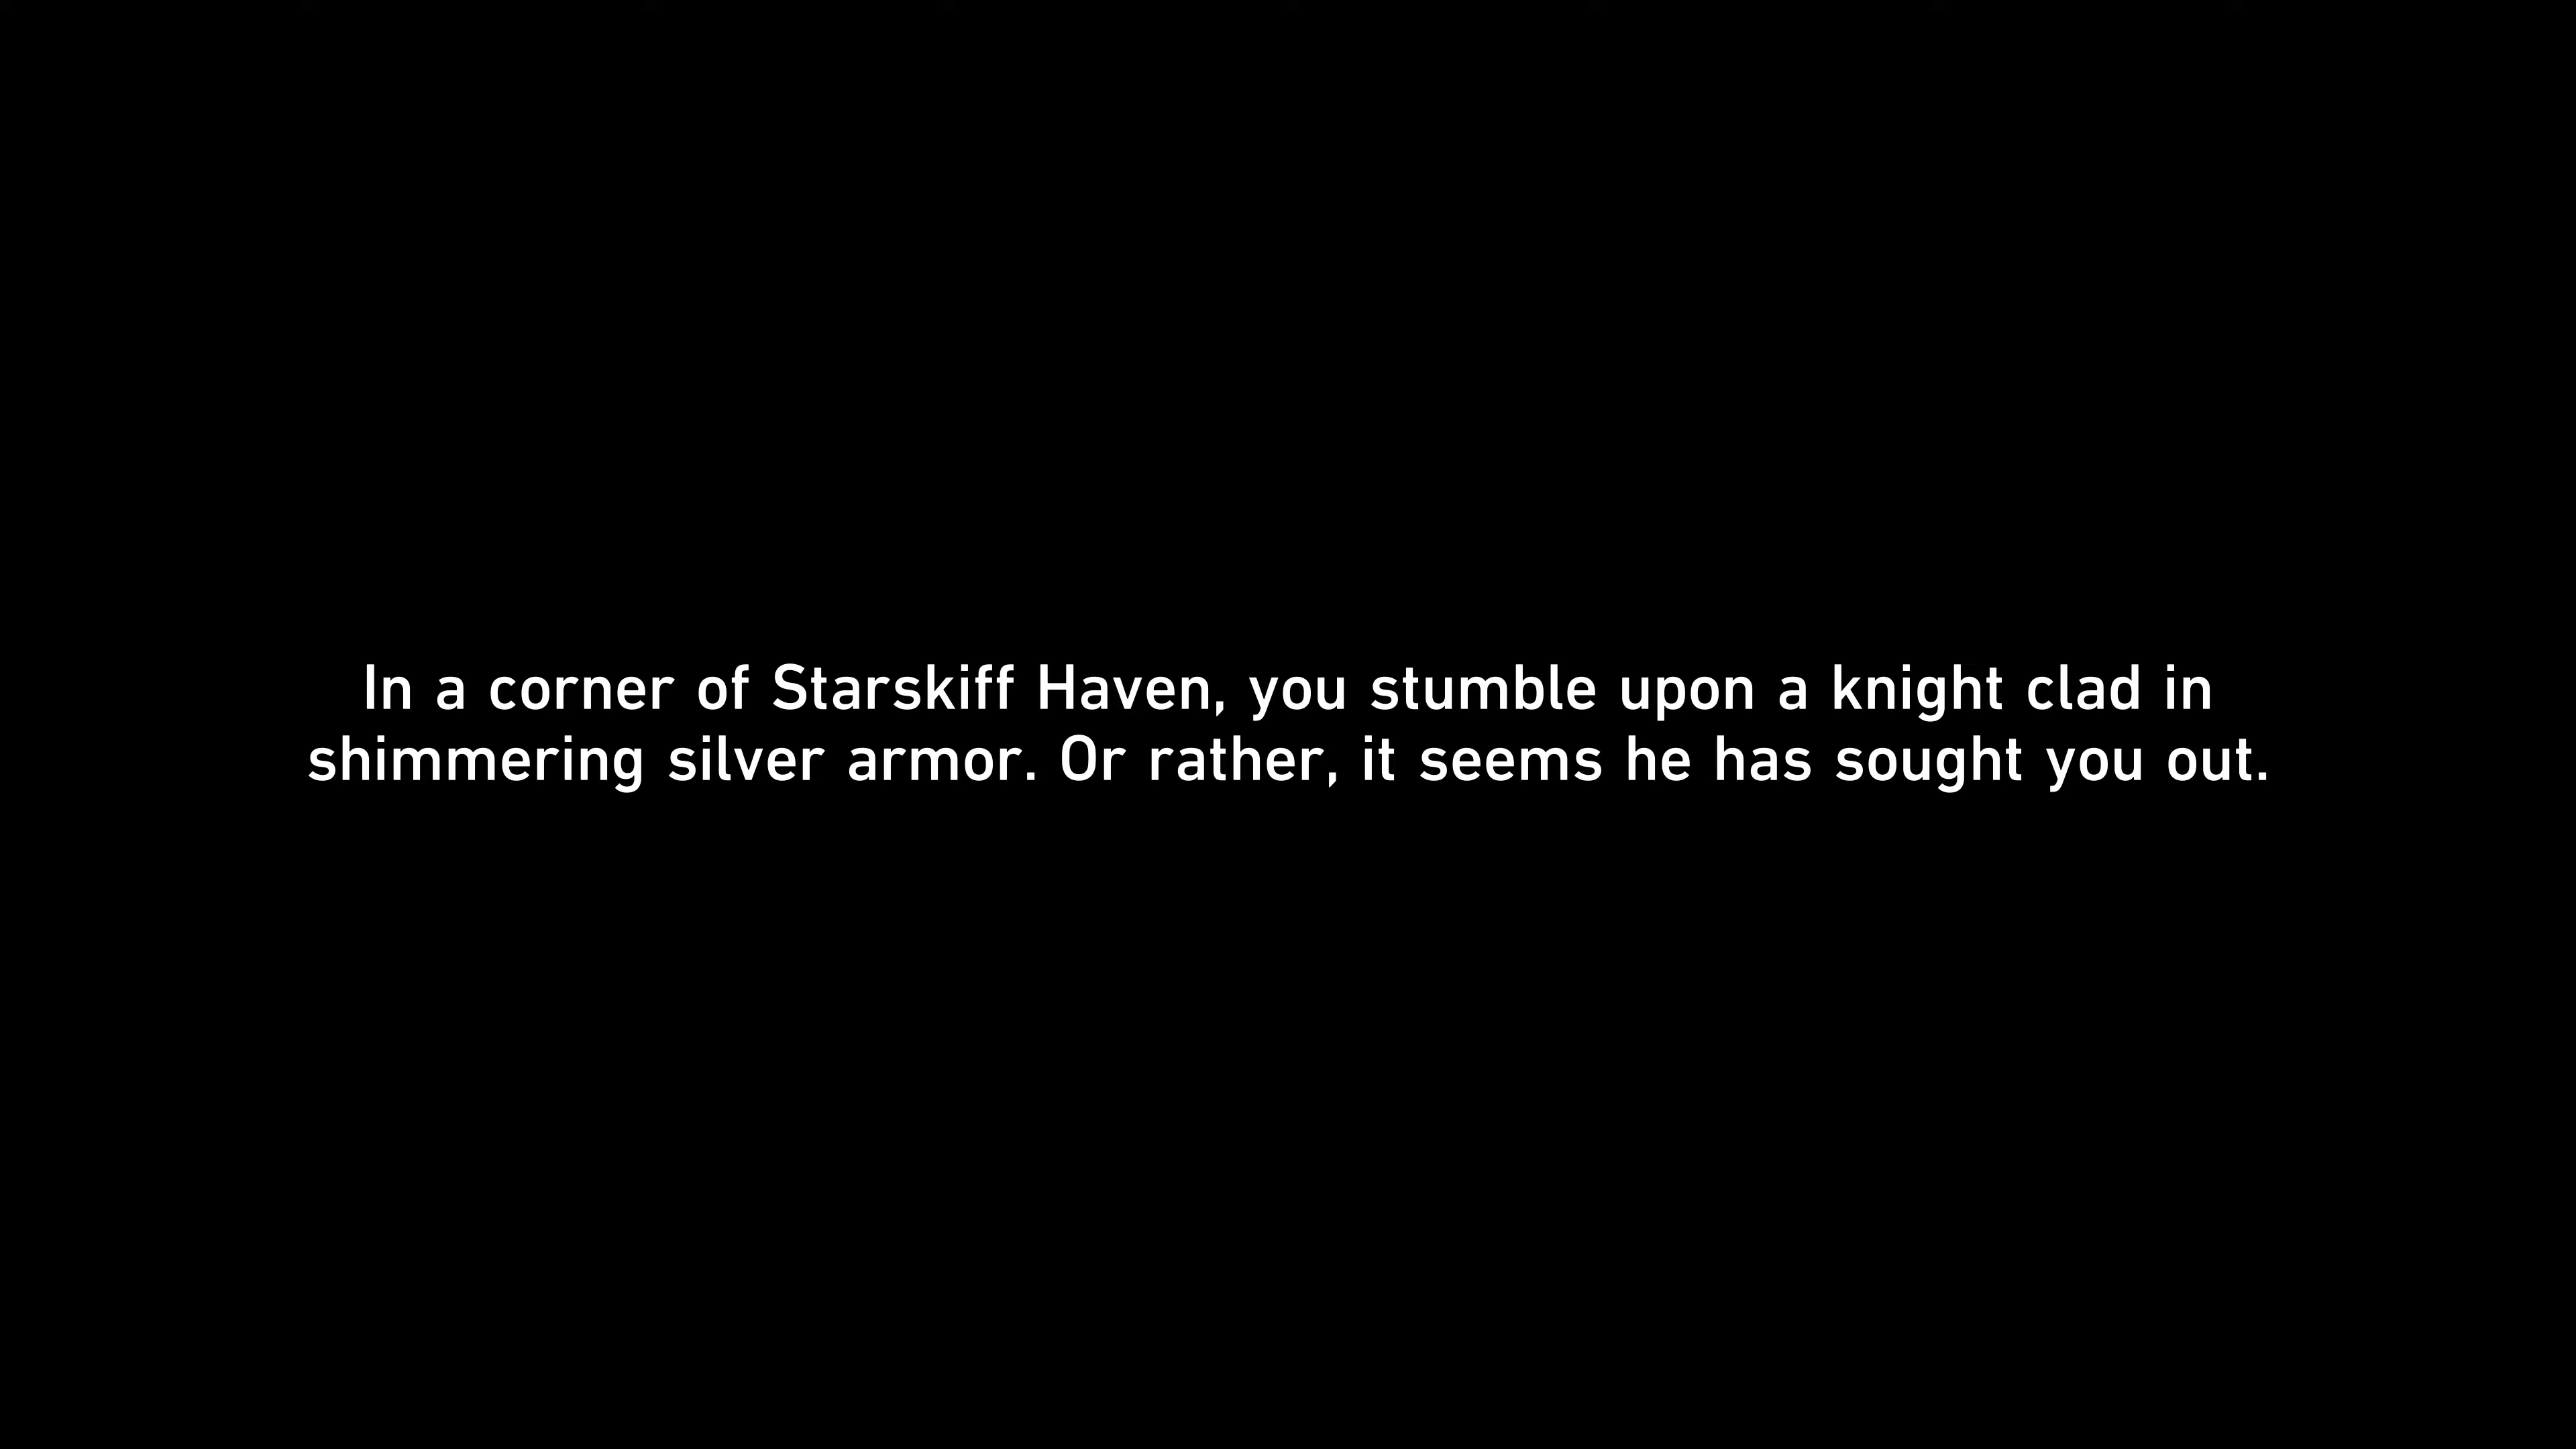 In a corner of Starskiff Haven, you stumble upon a knight clad in
shimmering silver armor. Or rather, it seems he has sought you out.